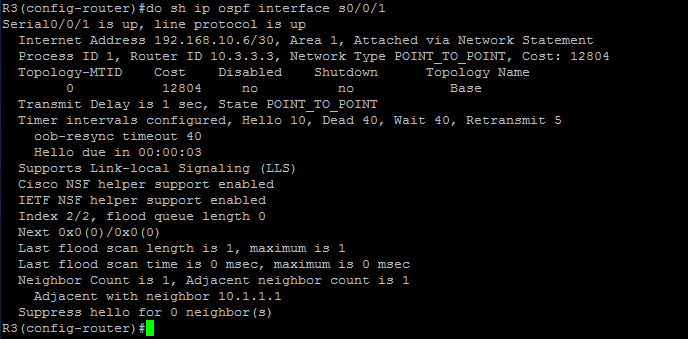 R3(config-router)#do sh ip ospf interface s0/0/1
Serial0/0/1 is up, line protocol is up
  Internet Address 192.168.10.6/30, Area 1, Attached via Network Statement
  Process ID 1, Router ID 10.3.3.3, Network Type POINT_TO_POINT, Cost: 12804
  Topology-MTID    Cost    Disabled    Shutdown      Topology Name
        0          12804      no          no            Base
  Transmit Delay is 1 sec, State POINT_TO_POINT
  Timer intervals configured, Hello 10, Dead 40, Wait 40, Retransmit 5
    oob-resync timeout 40
    Hello due in 00:00:03
  Supports Link-local Signaling (LLS)
  Cisco NSF helper support enabled
  IETF NSF helper support enabled
  Index 2/2, flood queue length 0
  Next 0x0(0)/0x0(0)
  Last flood scan length is 1, maximum is 1
  Last flood scan time is 0 msec, maximum is 0 msec
  Neighbor Count is 1, Adjacent neighbor count is 1
    Adjacent with neighbor 10.1.1.1
  Suppress hello for 0 neighbor(s)
R3(config-router)#